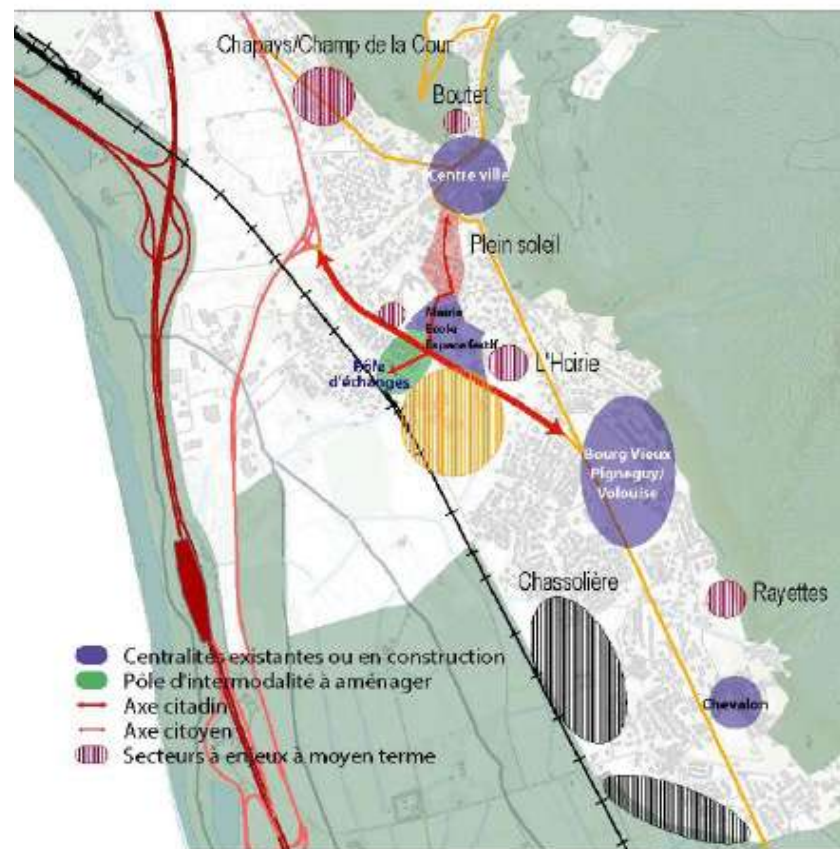 Chapays/Champ de la Cour
Boutet
Centre ville
Plein soleil
Mairie
Ecole
Espace festif
Pôle
d'échanges
L'Hoirie
Bourg Vieux
Pigneguy/
Volouise
Chassolière
Rayettes
Chevalon
Centralités existantes ou en construction
Pôle d'intermodalité à aménager
Axe citadin
Axe citoyen
Secteurs à enjeux à moyen terme